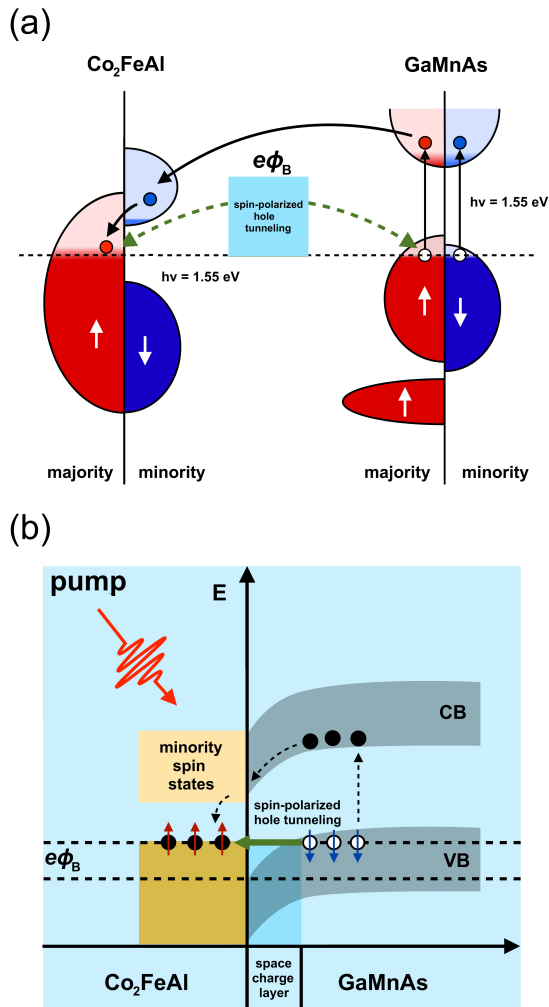 (a)
Co₂FeAl
GaMnAs
eϕB
spin-polarized
hole
tunneling
hν = 1.55 eV
hν = 1.55 eV
majority
minority
majority
minority
(b)
pump
E
CB
minority
spin
states
spin-polarized
hole tunneling
eϕB
VB
Co₂FeAl
space
charge
layer
GaMnAs